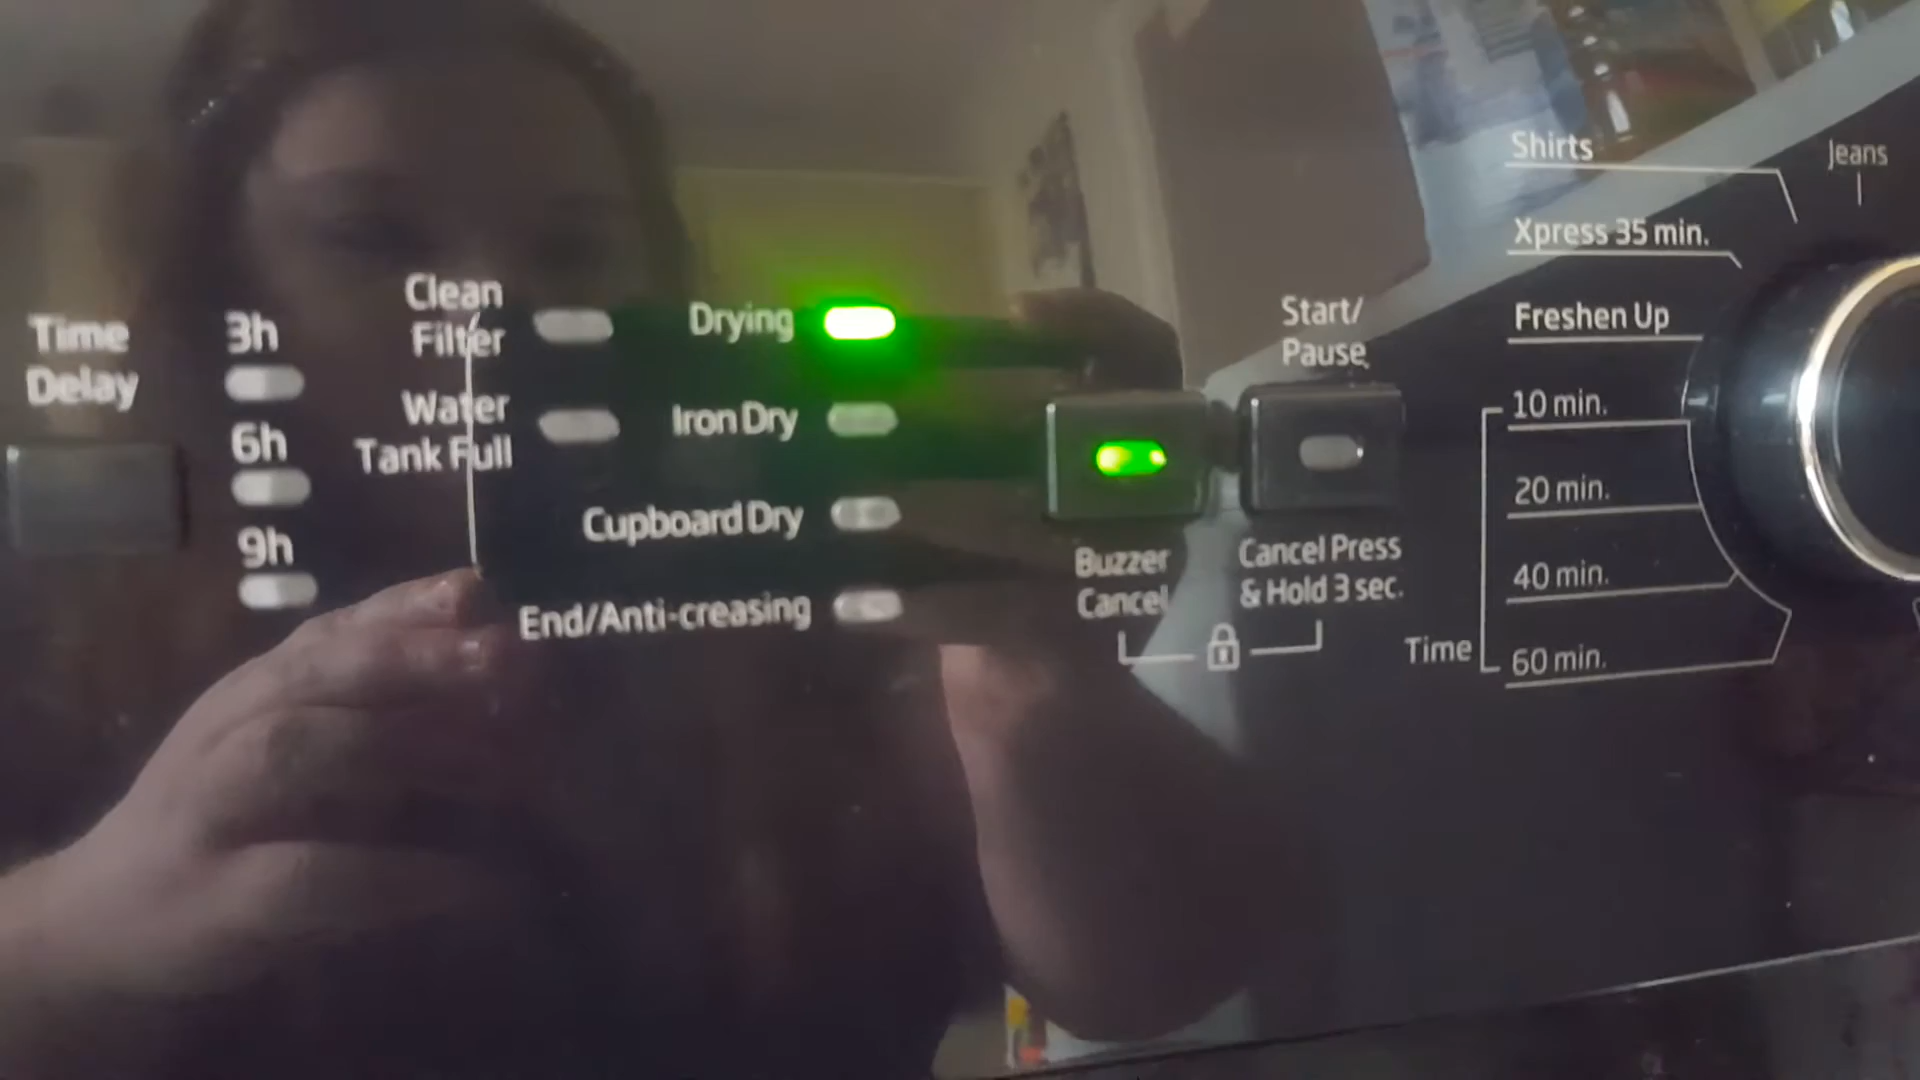 Time
Delay
3h
6h
9h
Clean
Filter
Water
Tank Full
Drying
Iron Dry
Cupboard Dry
End/Anti-creasing
Buzzer
Cancel
Start/
Pause
Cancel Press
& Hold 3 sec.
Shirts
Jeans
Xpress 35 min.
Freshen Up
Time
10 min.
20 min.
40 min.
60 min.